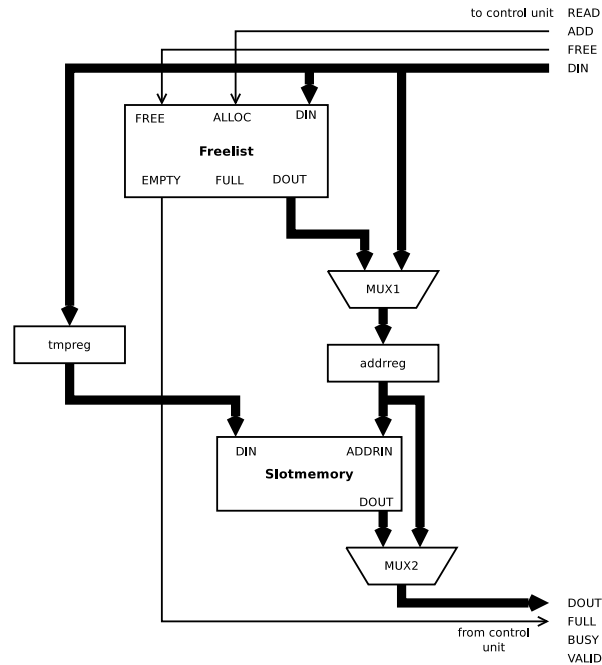 to control unit READ
ADD
FREE
DIN
FREE ALLOC DIN
Freelist
EMPTY FULL DOUT
MUX1
tmpreg
addrreg
DIN ADDRIN
Slotmemory
DOUT
MUX2
DOUT
FULL
from control
unit
BUSY
VALID